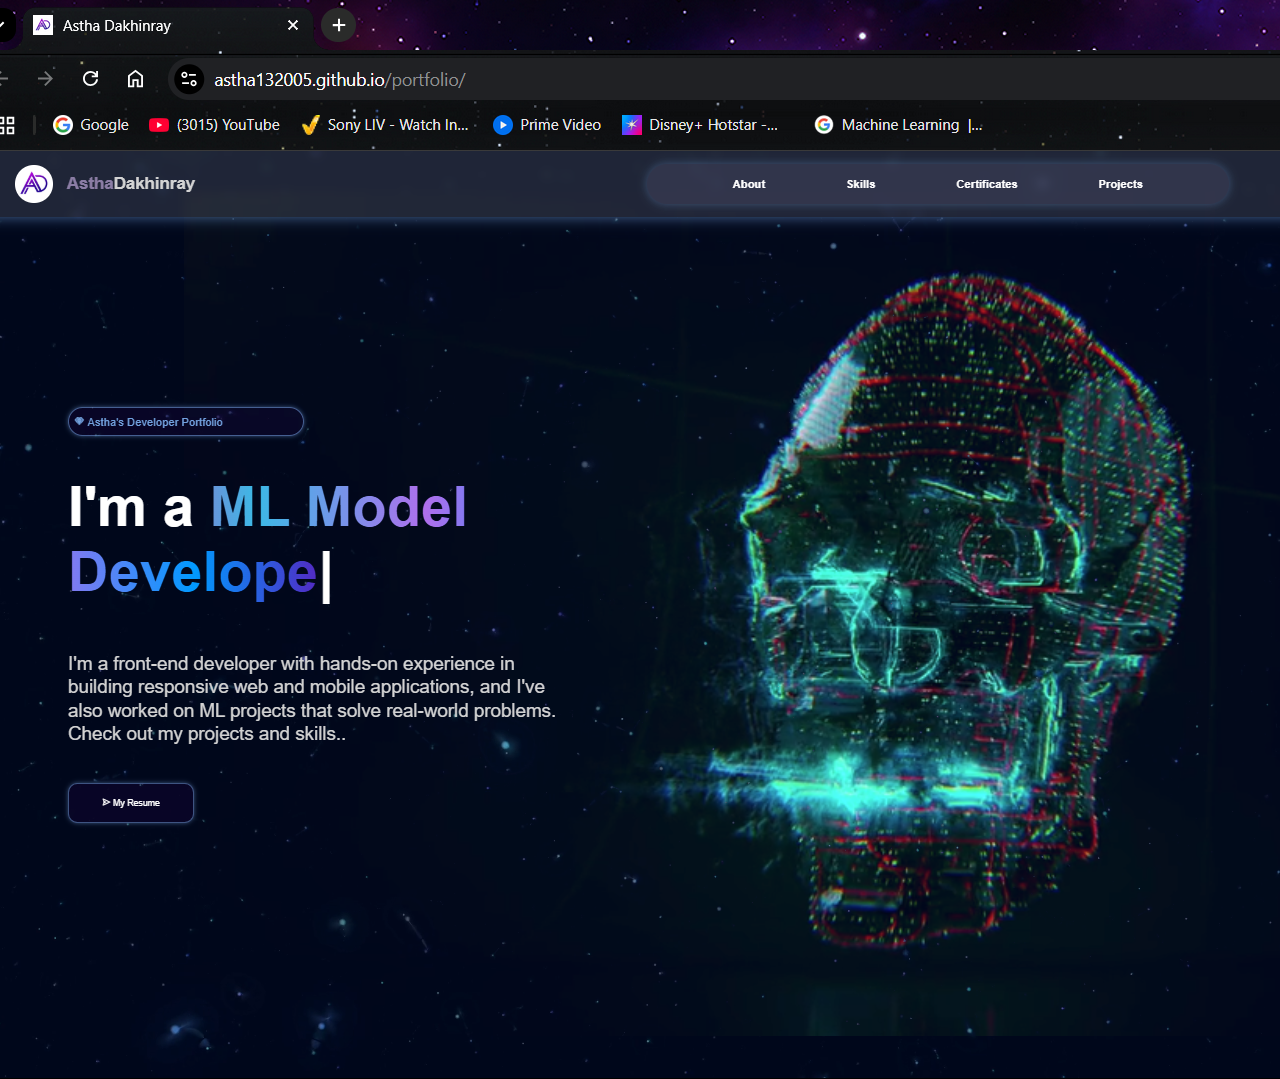 AD Astha Dakhinray
astha132005.github.io/portfolio/
Google (3015) YouTube Sony LIV - Watch In... Prime Video Disney+ Hotstar -... Machine Learning |...
AD AsthaDakhinray About Skills Certificates Projects
Astha's Developer Portfolio
I'm a ML Model
Develope|
I'm a front-end developer with hands-on experience in
building responsive web and mobile applications, and I've
also worked on ML projects that solve real-world problems.
Check out my projects and skills..
My Resume